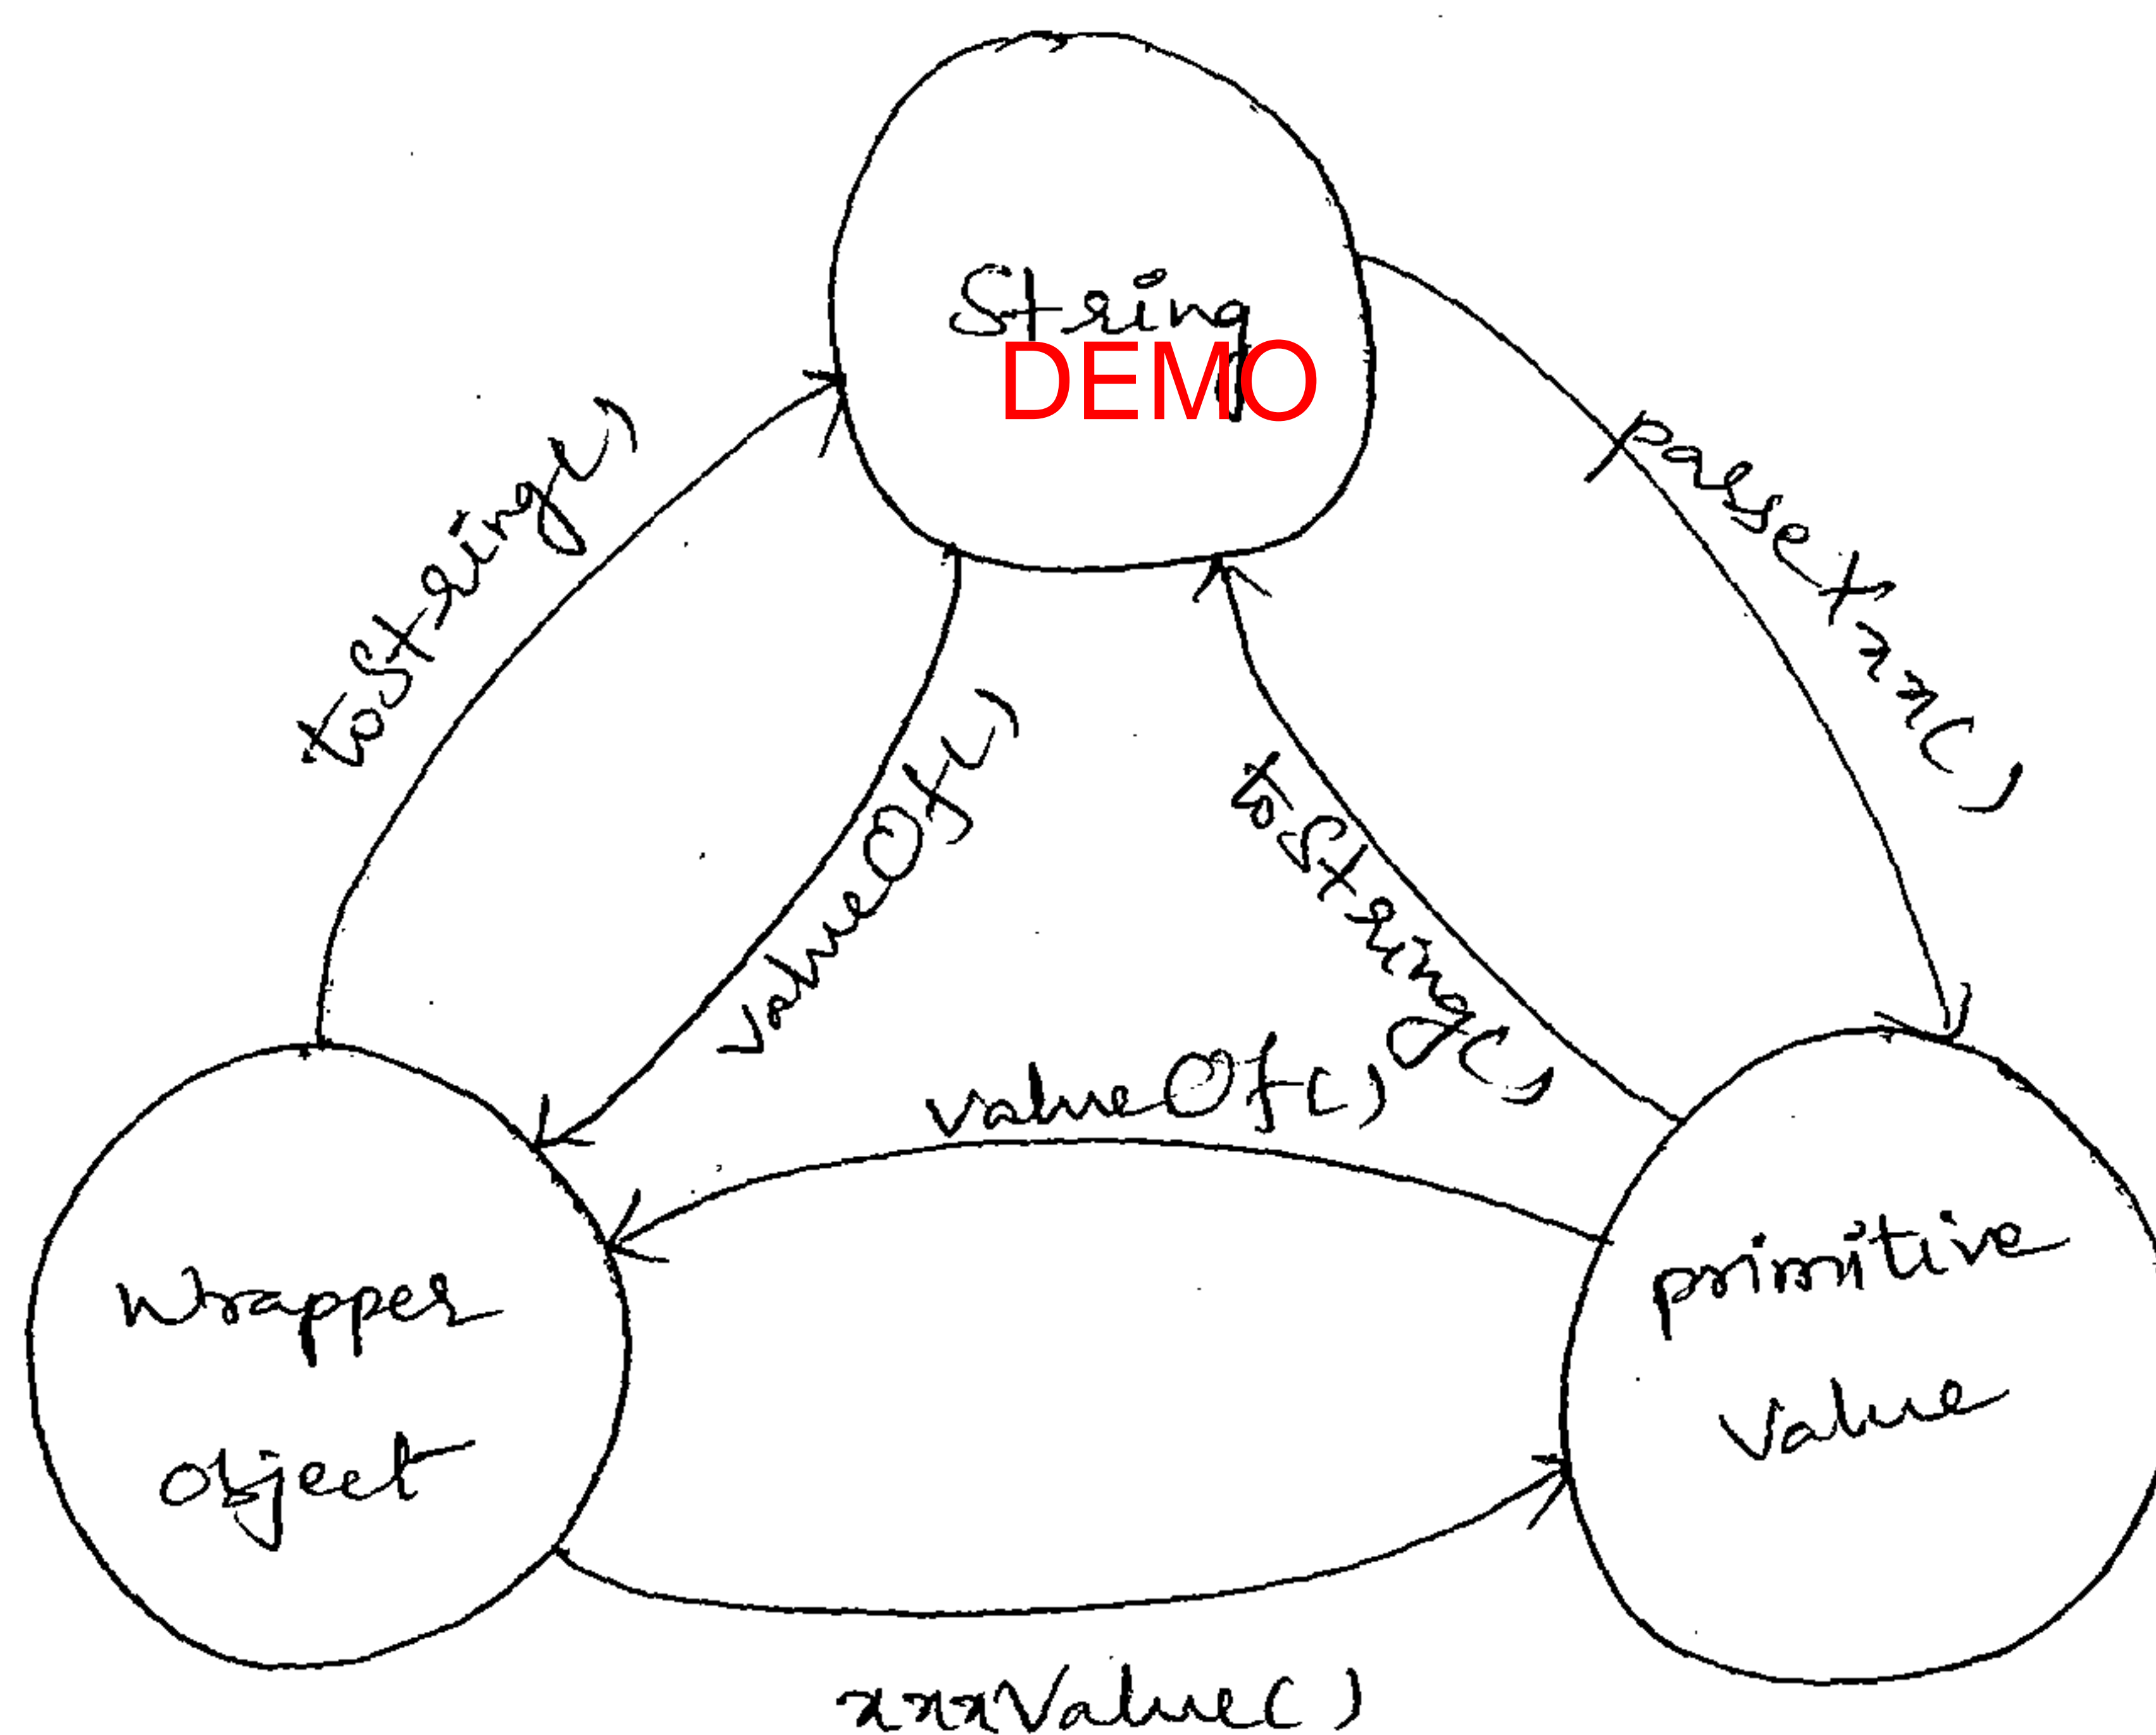 String
DEMO
toString()
parseXxx()
valueOf()
toString()
valueOf()
Wrapper
object
primitive
value
xxxValue()